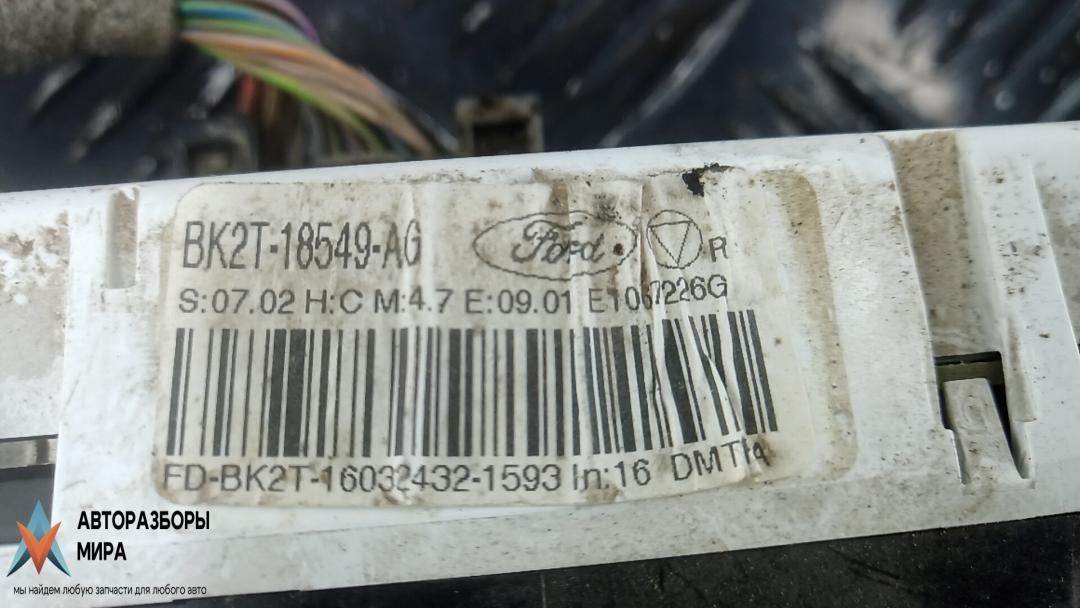 BK2T-18549-AG Ford R
S:07.02 H:C M:4.7 E:09.01 E1067226G
FD-BK2T-16032432-1593 In:16 DMTH4
АВТОРАЗБОРЫ
МИРА
мы найдем любую запчасти для любого авто